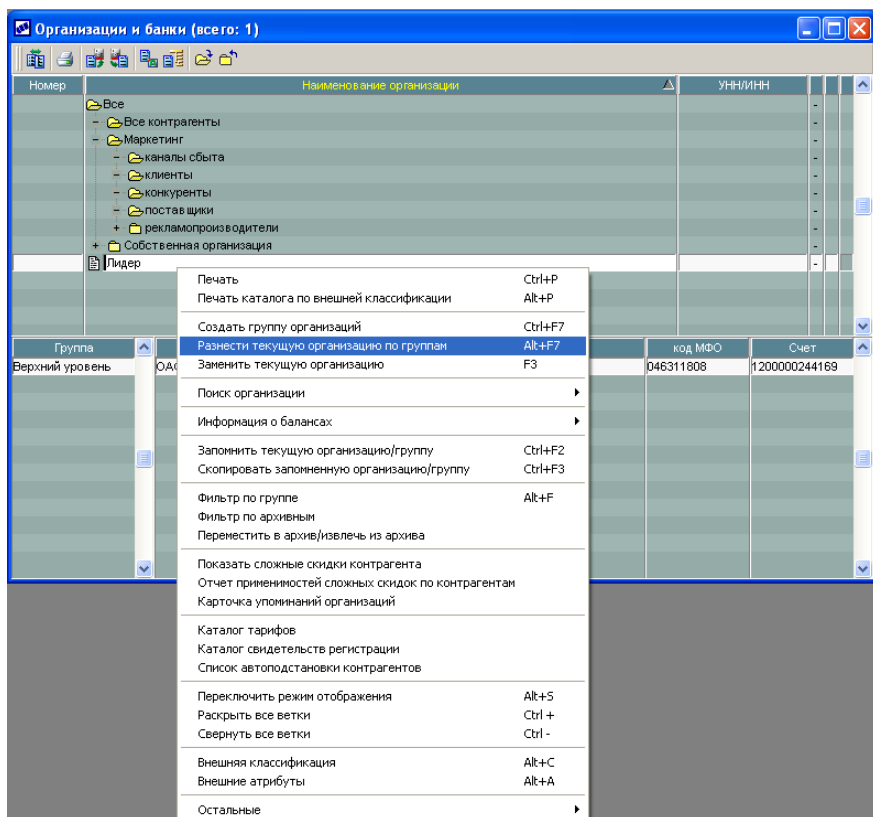 Организации и банки (всего: 1)
Номер Наименование организации УНН/ИНН
Все -
- Все контрагенты -
- Маркетинг -
- каналы сбыта -
- клиенты -
- конкуренты -
- поставщики -
+ рекламопроизводители -
+ Собственная организация -
Лидер -
Печать Ctrl+P
Печать каталога по внешней классификации Alt+P
Создать группу организаций Ctrl+F7
Группа Разнести текущую организацию по группам Alt+F7 код МФО Счет
Верхний уровень ОАО Заменить текущую организацию F3 046311808 1200000244169
Поиск организации
Информация о балансах
Запомнить текущую организацию/группу Ctrl+F2
Скопировать запомненную организацию/группу Ctrl+F3
Фильтр по группе Alt+F
Фильтр по архивным
Переместить в архив/извлечь из архива
Показать сложные скидки контрагента
Отчет применимостей сложных скидок по контрагентам
Карточка упоминаний организаций
Каталог тарифов
Каталог свидетельств регистрации
Список автоподстановки контрагентов
Переключить режим отображения Alt+S
Раскрыть все ветки Ctrl +
Свернуть все ветки Ctrl -
Внешняя классификация Alt+C
Внешние атрибуты Alt+A
Остальные